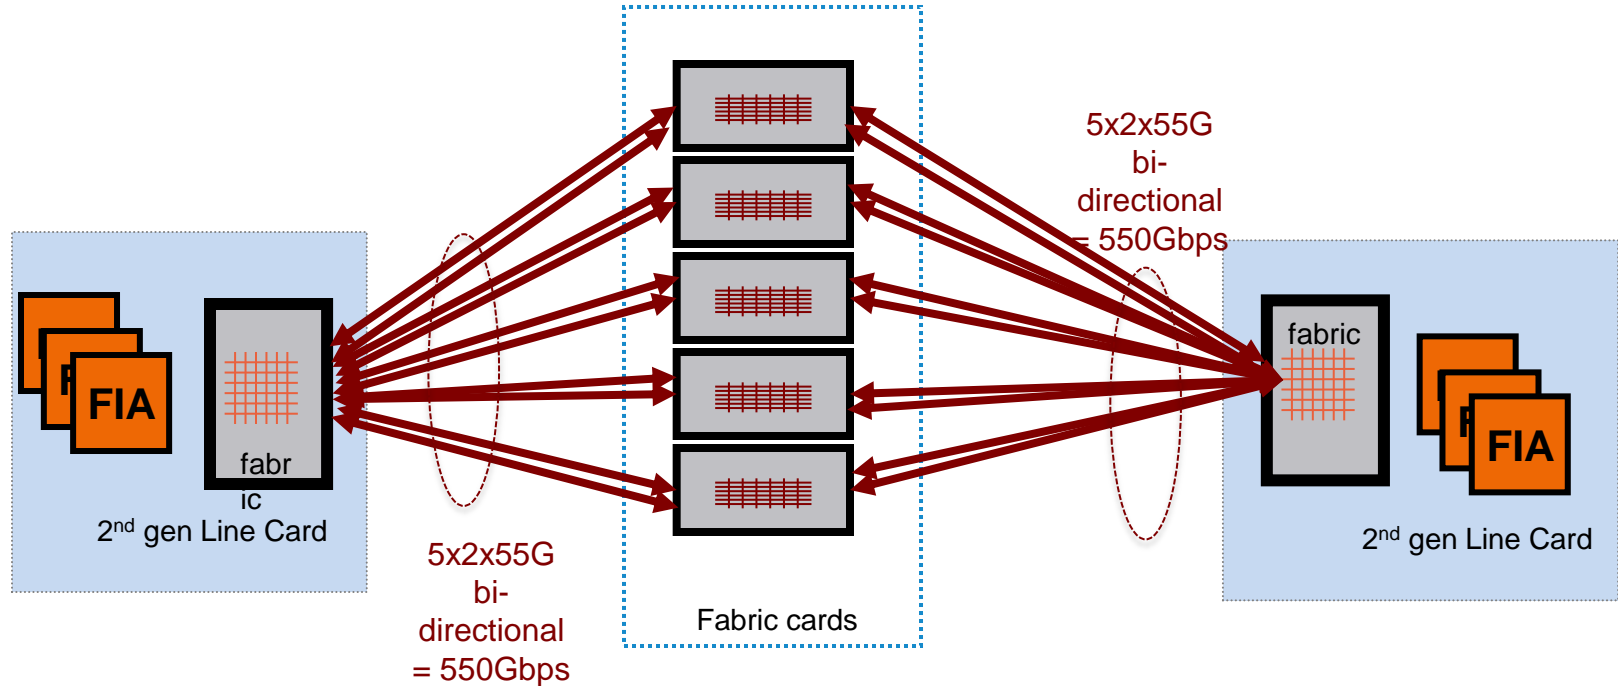 5x2x55G
bi-
directional
= 550Gbps
fabric
FIA
FIA
fabr
ic
2nd gen Line Card
2nd gen Line Card
5x2x55G
bi-
directional
= 550Gbps
Fabric cards